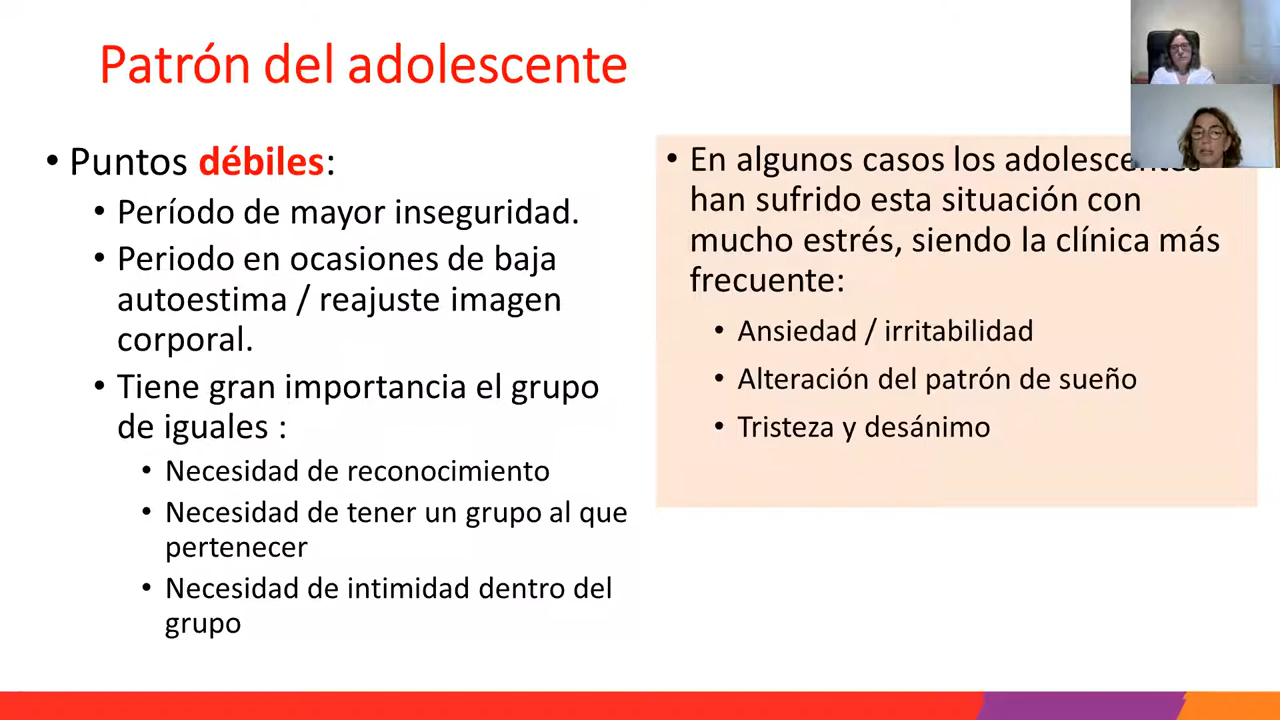 Patrón del adolescente
• Puntos débiles:
• Período de mayor inseguridad.
• Periodo en ocasiones de baja
autoestima / reajuste imagen
corporal.
• Tiene gran importancia el grupo
de iguales :
• Necesidad de reconocimiento
• Necesidad de tener un grupo al que
pertenecer
• Necesidad de intimidad dentro del
grupo
• En algunos casos los adolescentes
han sufrido esta situación con
mucho estrés, siendo la clínica más
frecuente:
• Ansiedad / irritabilidad
• Alteración del patrón de sueño
• Tristeza y desánimo